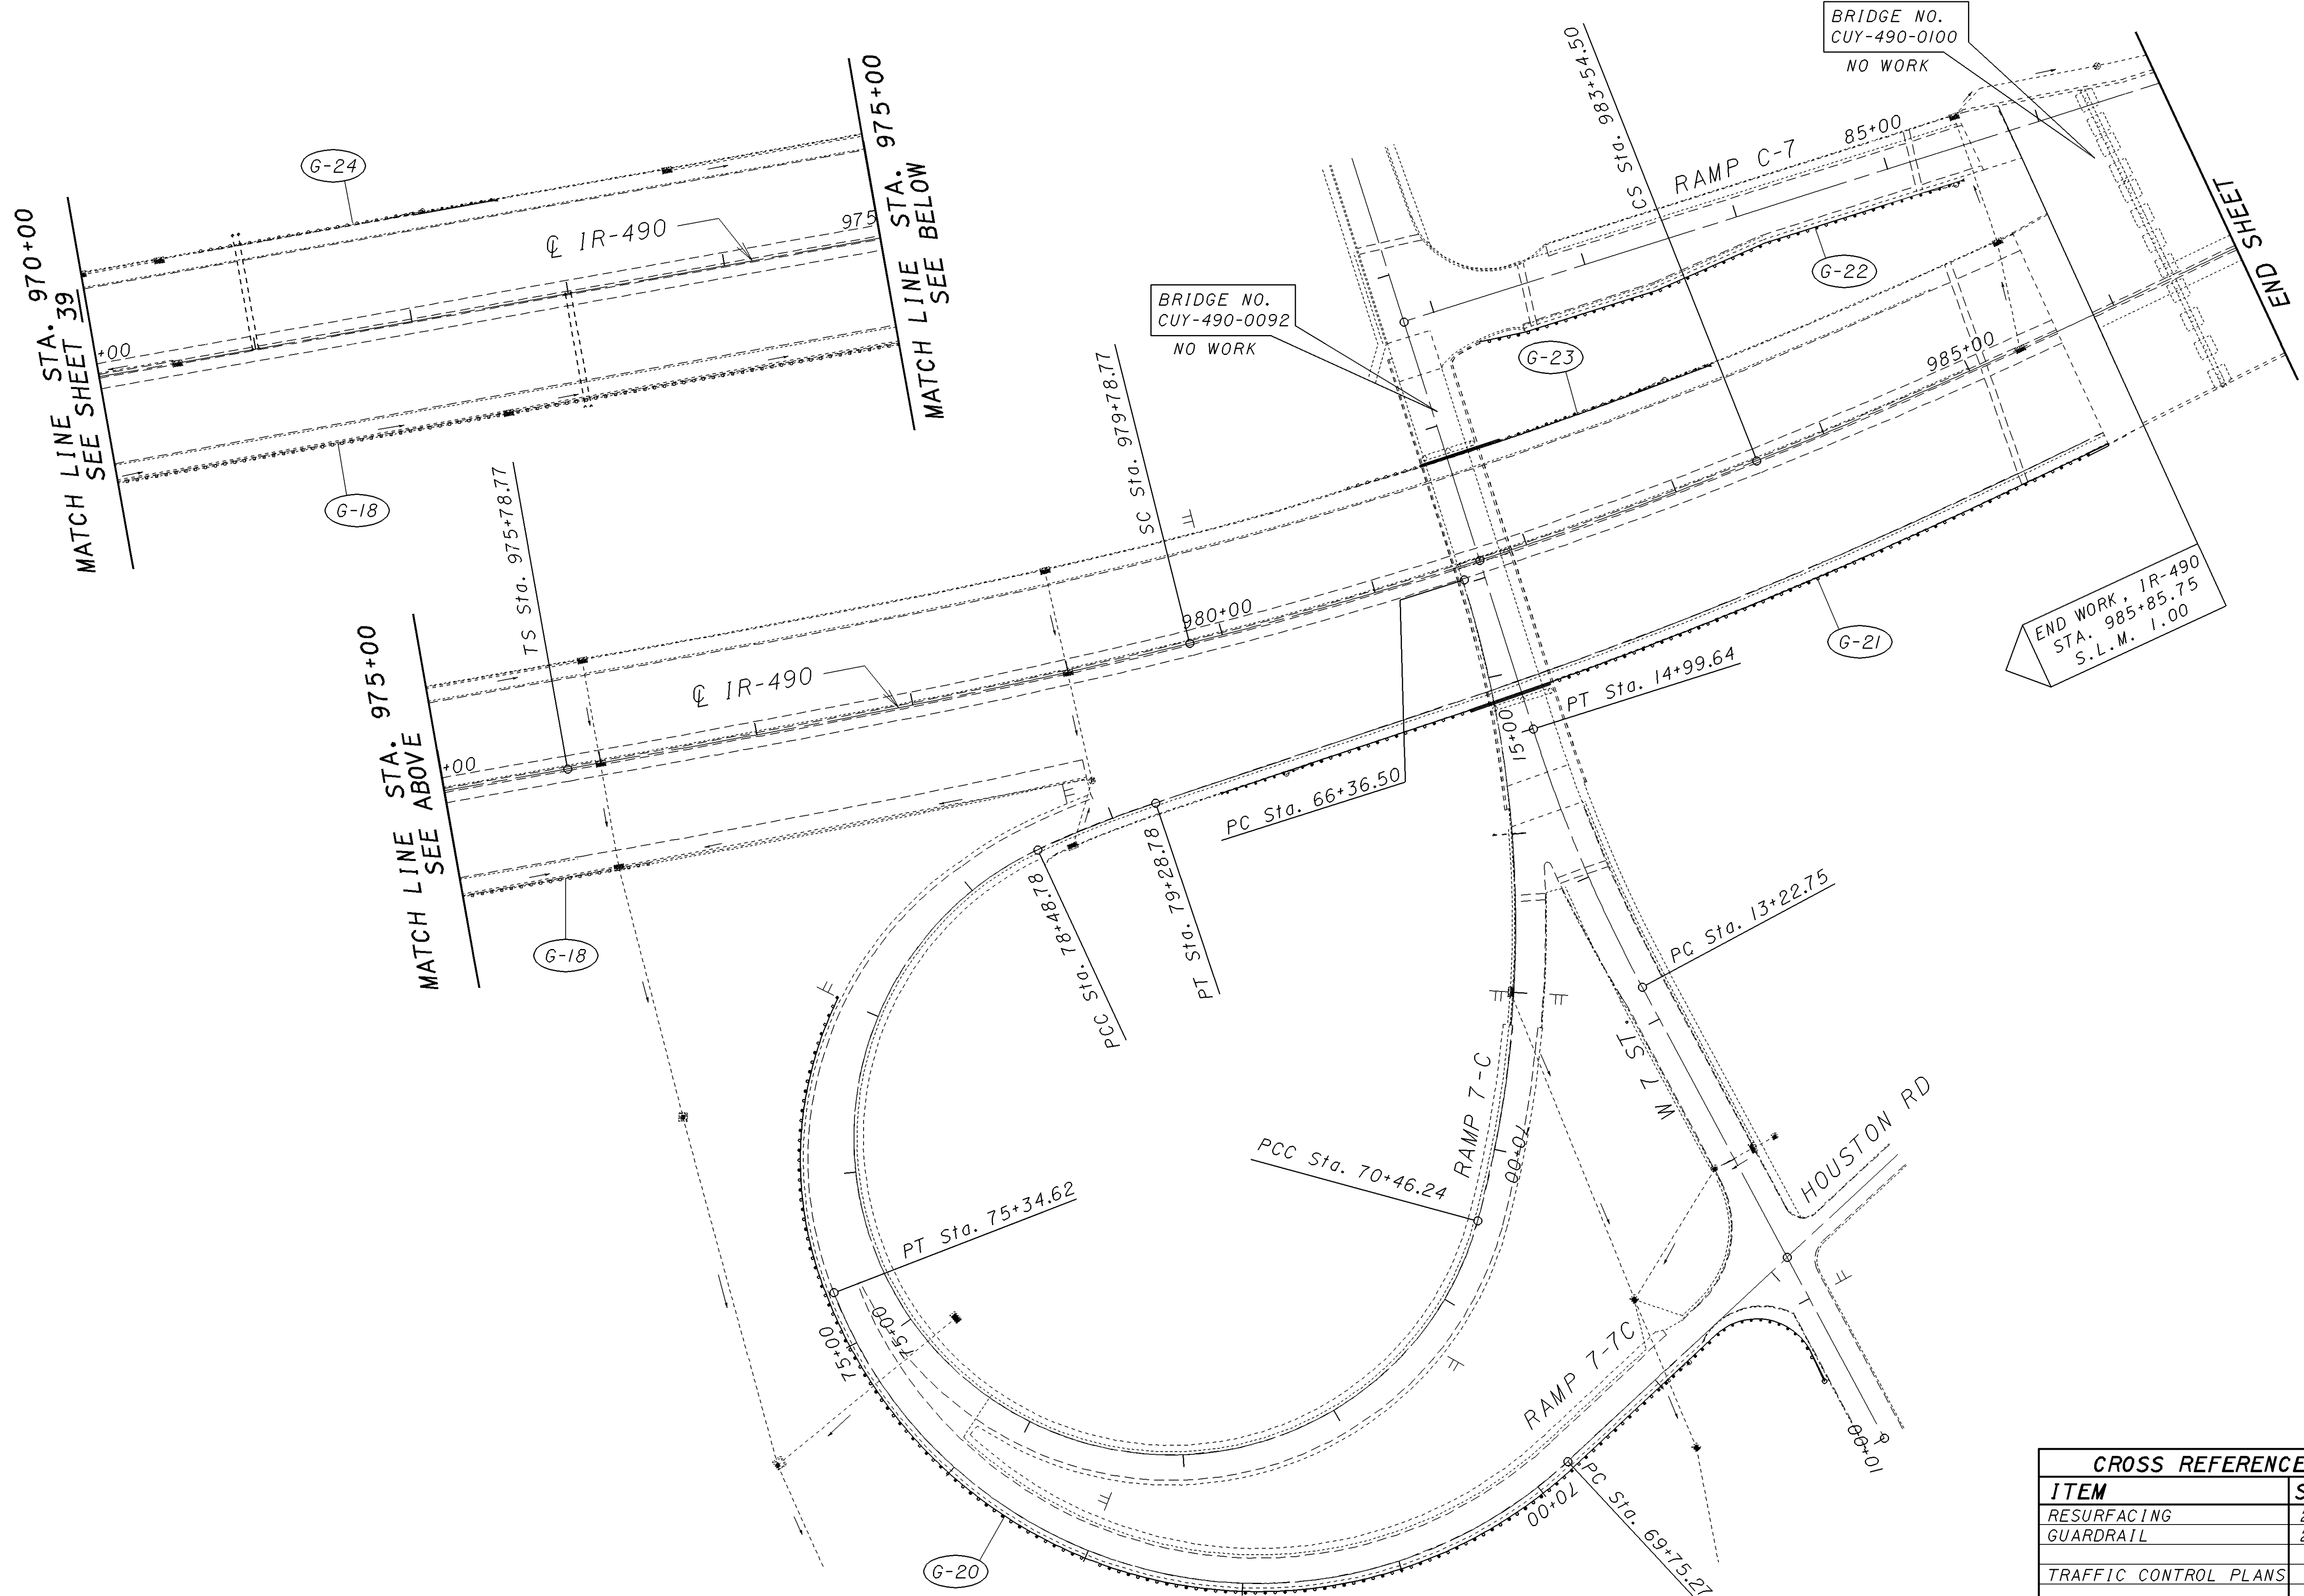 BRIDGE NO.
CUY-490-0100
NO WORK
CS Sta. 983+54.50
85+00
RAMP C-7
975+00
MATCH LINE STA.
SEE BELOW
G-24
℄ IR-490
975
MATCH LINE STA. 970+00
SEE SHEET 39
+00
G-18
END SHEET
G-22
BRIDGE NO.
CUY-490-0092
NO WORK
G-23
985+00
SC Sta. 979+78.77
TS Sta. 975+78.77
980+00
END WORK, IR-490
STA. 985+85.75
S.L.M. 1.00
G-21
MATCH LINE STA. 975+00
SEE ABOVE
℄ IR-490
+00
PT Sta. 14+99.64
15+00
PC Sta. 66+36.50
PC Sta. 13+22.75
PCC Sta. 78+48.78
PT Sta. 79+28.78
G-18
W 7 ST.
RAMP 7-C
HOUSTON RD
70+00
PCC Sta. 70+46.24
PT Sta. 75+34.62
75+00
75+00
RAMP 7-7C
10+00
70+00
PC Sta. 69+75.27
G-20
CROSS REFERENCE
ITEM
RESURFACING
GUARDRAIL
TRAFFIC CONTROL PLANS